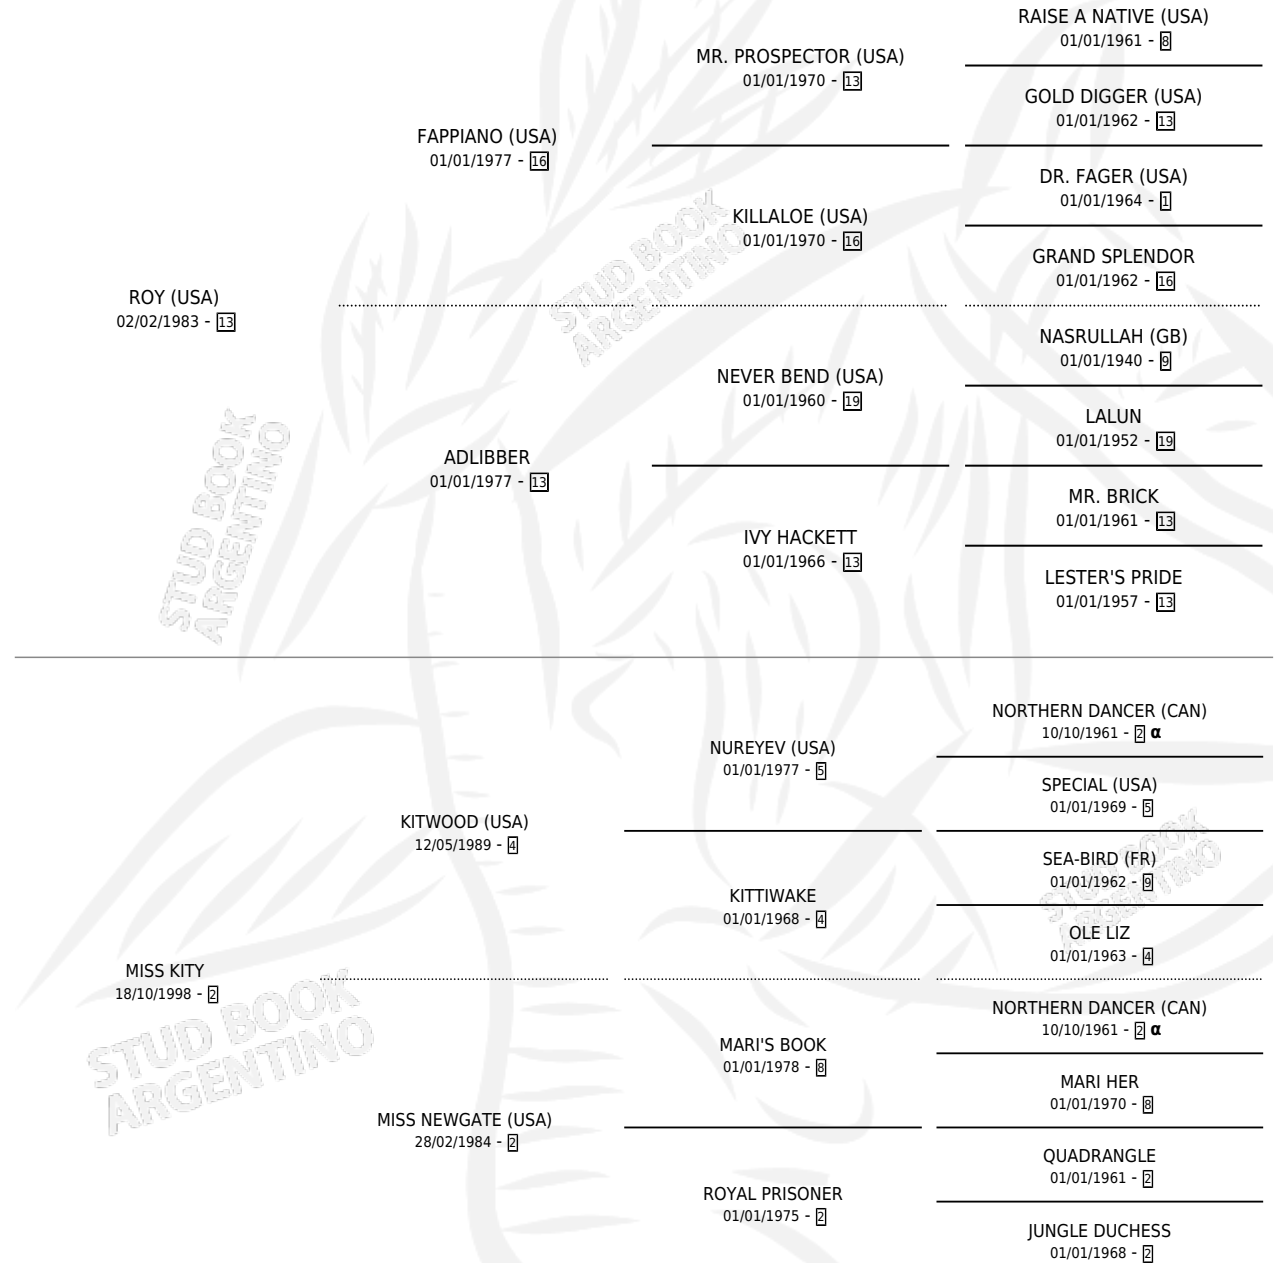 RAISE A NATIVE (USA)
01/01/1961 - 8
MR. PROSPECTOR (USA)
01/01/1970 - 13
GOLD DIGGER (USA)
01/01/1962 - 13
FAPPIANO (USA)
01/01/1977 - 16
DR. FAGER (USA)
01/01/1964 - 1
KILLALOE (USA)
01/01/1970 - 16
GRAND SPLENDOR
01/01/1962 - 16
ROY (USA)
02/02/1983 - 13
NASRULLAH (GB)
01/01/1940 - 9
NEVER BEND (USA)
01/01/1960 - 19
LALUN
01/01/1952 - 19
ADLIBBER
01/01/1977 - 13
MR. BRICK
01/01/1961 - 13
IVY HACKETT
01/01/1966 - 13
LESTER'S PRIDE
01/01/1957 - 13
NORTHERN DANCER (CAN)
10/10/1961 - 2 α
NUREYEV (USA)
01/01/1977 - 5
SPECIAL (USA)
01/01/1969 - 5
KITWOOD (USA)
12/05/1989 - 4
SEA-BIRD (FR)
01/01/1962 - 9
KITTIWAKE
01/01/1968 - 4
OLE LIZ
01/01/1963 - 4
MISS KITY
18/10/1998 - 2
NORTHERN DANCER (CAN)
10/10/1961 - 2 α
MARI'S BOOK
01/01/1978 - 8
MARI HER
01/01/1970 - 8
MISS NEWGATE (USA)
28/02/1984 - 2
QUADRANGLE
01/01/1961 - 2
ROYAL PRISONER
01/01/1975 - 2
JUNGLE DUCHESS
01/01/1968 - 2
STUD BOOK
ARGENTINO
STUD BOOK
ARGENTINO
STUD BOOK
ARGENTINO
STUD BOOK
ARGENTINO